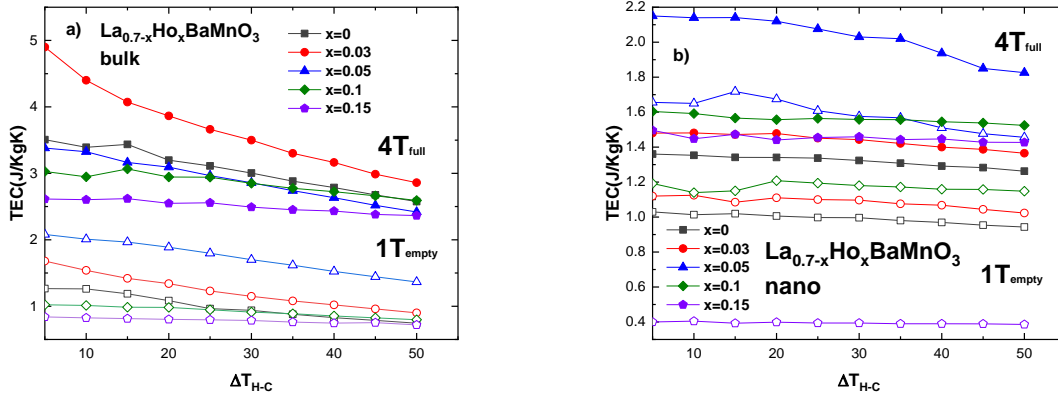 a) La0.7-xHoxBaMnO3
bulk
x=0
x=0.03
x=0.05
x=0.1
x=0.15
4Tfull
1Tempty
TEC(J/KgK)
5
4
3
2
1
10 20 30 40 50
ΔTH-C
b)
4Tfull
x=0
x=0.03
x=0.05
x=0.1
x=0.15
La0.7-xHoxBaMnO3
nano
1Tempty
TEC(J/KgK)
2.2
2.0
1.8
1.6
1.4
1.2
1.0
0.8
0.6
0.4
10 20 30 40 50
ΔTH-C